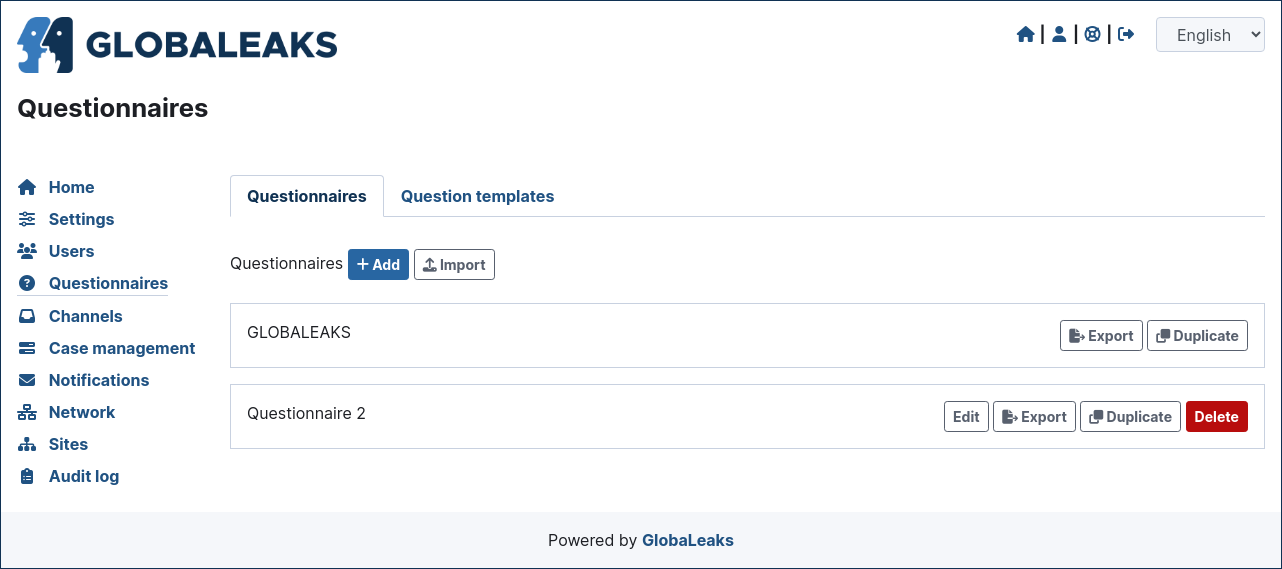 GLOBALEAKS
English
Questionnaires
Home
Settings
Users
Questionnaires
Channels
Case management
Notifications
Network
Sites
Audit log
Questionnaires Question templates
Questionnaires Add Import
GLOBALEAKS Export Duplicate
Questionnaire 2 Edit Export Duplicate Delete
Powered by GlobaLeaks